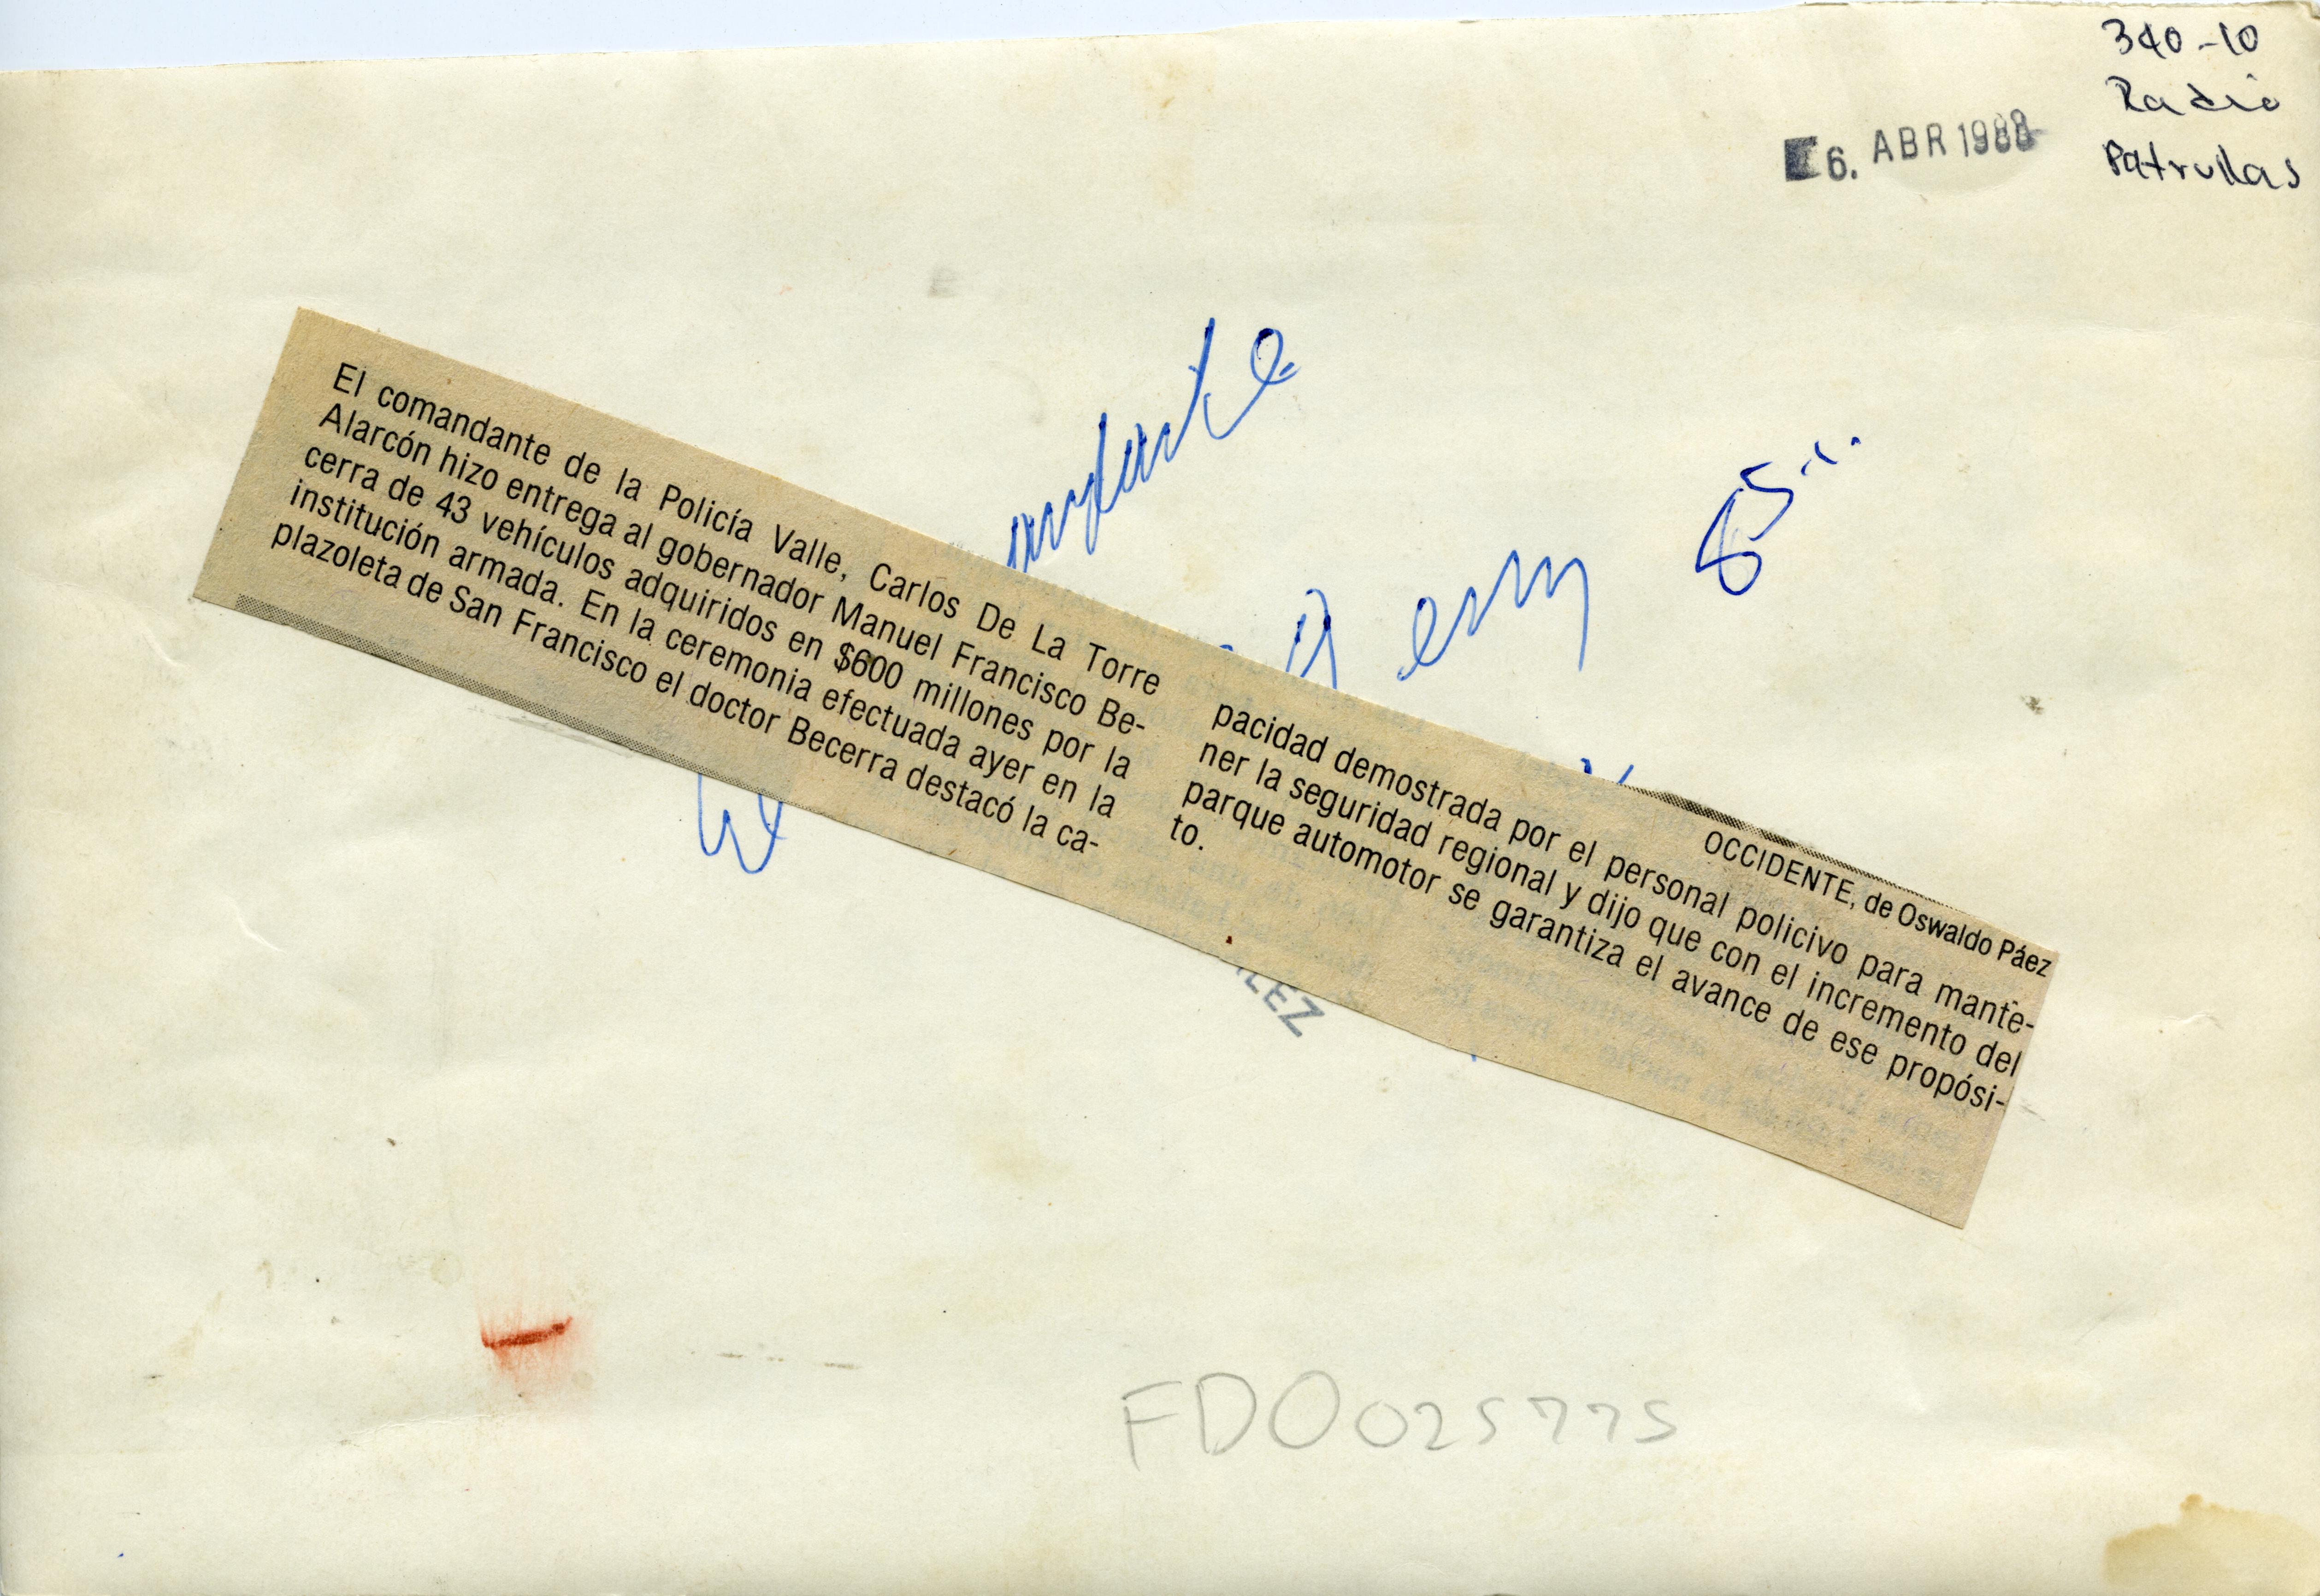 340-10
Radio
Patrullas
6. ABR 1988
El comandante de la Policía Valle, Carlos De La Torre
Alarcón hizo entrega al gobernador Manuel Francisco Be-
cerra de 43 vehículos adquiridos en $600 millones por la
institución armada. En la ceremonia efectuada ayer en la
plazoleta de San Francisco el doctor Becerra destacó la ca-
OCCIDENTE, de Oswaldo Páez
pacidad demostrada por el personal policivo para mante-
ner la seguridad regional y dijo que con el incremento del
parque automotor se garantiza el avance de ese propósi-
to.
FDO025775